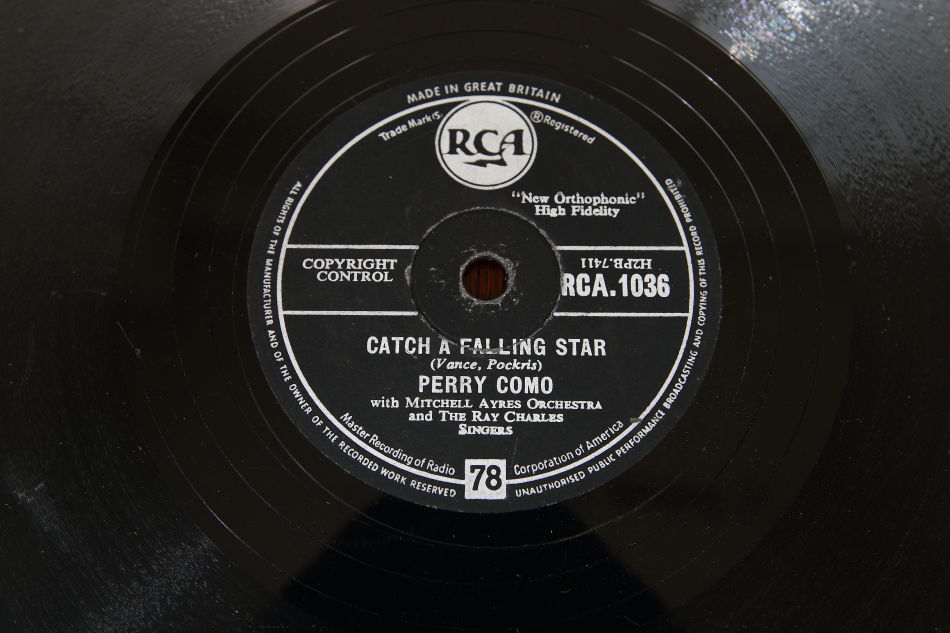 MADE IN GREAT BRITAIN
Trade Mark(s. ® Registered
RCA
"New Orthophonic"
High Fidelity
COPYRIGHT
CONTROL
H2PB.7411
RCA.1036
CATCH A FALLING STAR
(Vance, Pockris)
PERRY COMO
with MITCHELL AYRES ORCHESTRA
and THE RAY CHARLES
SINGERS
Master Recording of Radio Corporation of America
78
ALL RIGHTS OF THE MANUFACTURER AND OF THE OWNER OF THE RECORDED WORK RESERVED
UNAUTHORISED PUBLIC PERFORMANCE BROADCASTING AND COPYING OF THIS RECORD PROHIBITED